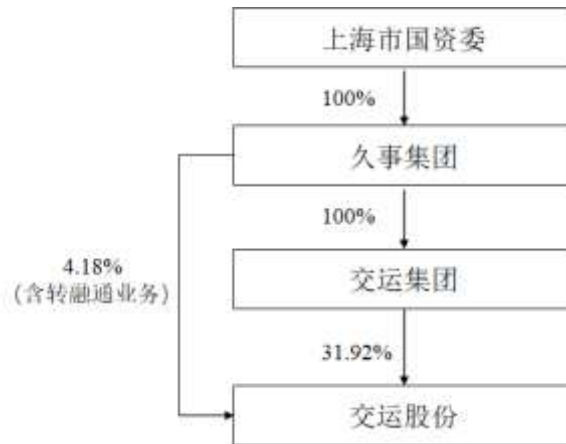 上海市国资委
100%
久事集团
100%
4.18%
(含转融通业务)
交运集团
31.92%
交运股份